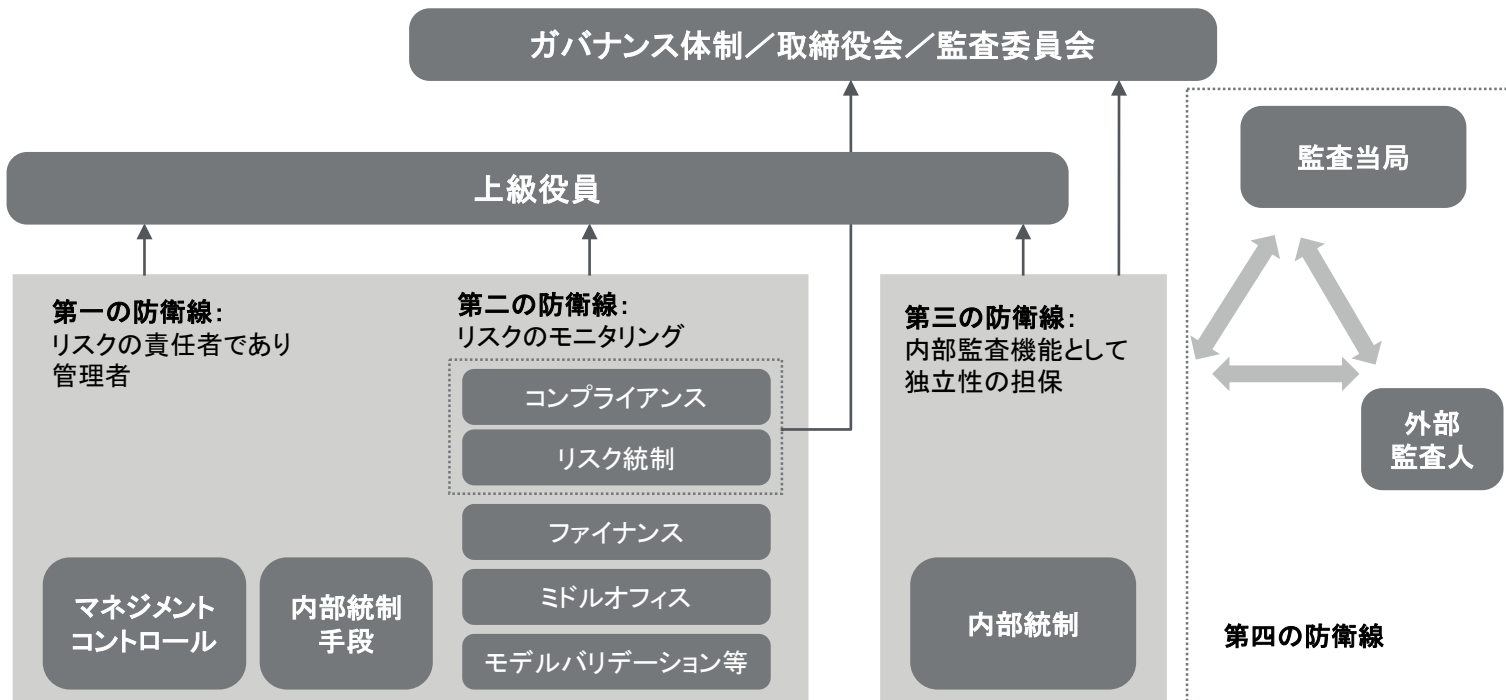 ガバナンス体制／取締役会／監査委員会
監査当局
上級役員
第一の防衛線：
リスクの責任者であり
管理者
マネジメント
コントロール
内部統制
手段
第二の防衛線：
リスクのモニタリング
コンプライアンス
リスク統制
ファイナンス
ミドルオフィス
モデルバリデーション等
第三の防衛線：
内部監査機能として
独立性の担保
内部統制
外部
監査人
第四の防衛線